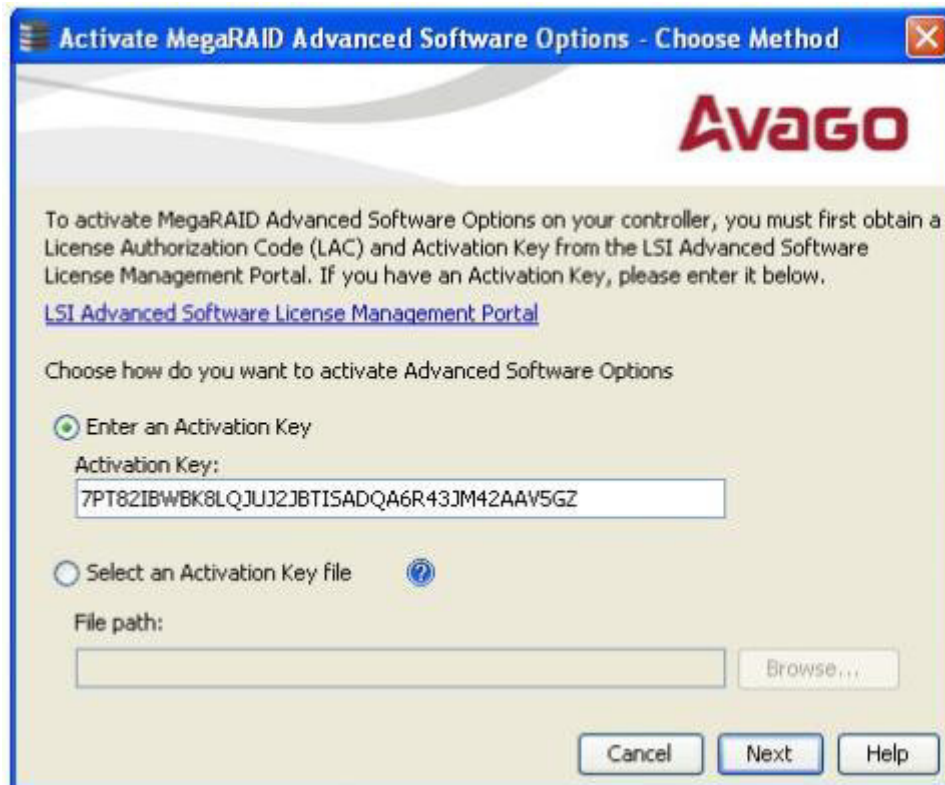 Activate MegaRAID Advanced Software Options - Choose Method
AVAGO
To activate MegaRAID Advanced Software Options on your controller, you must first obtain a
License Authorization Code (LAC) and Activation Key from the LSI Advanced Software
License Management Portal. If you have an Activation Key, please enter it below.
LSI Advanced Software License Management Portal
Choose how do you want to activate Advanced Software Options
Enter an Activation Key
Activation Key:
7PT82IBWBK8LQJUJ2JBTISADQA6R43JM42AAV5GZ
Select an Activation Key file ?
File path:
Browse...
Cancel Next Help